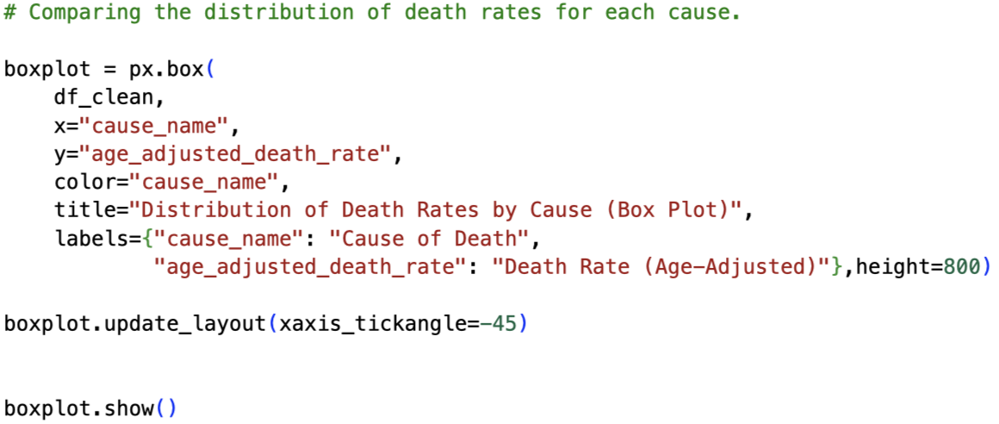 # Comparing the distribution of death rates for each cause.
boxplot = px.box(
    df_clean,
    x="cause_name",
    y="age_adjusted_death_rate",
    color="cause_name",
    title="Distribution of Death Rates by Cause (Box Plot)",
    labels={"cause_name": "Cause of Death",
            "age_adjusted_death_rate": "Death Rate (Age-Adjusted)"},height=800)
boxplot.update_layout(xaxis_tickangle=-45)
boxplot.show()